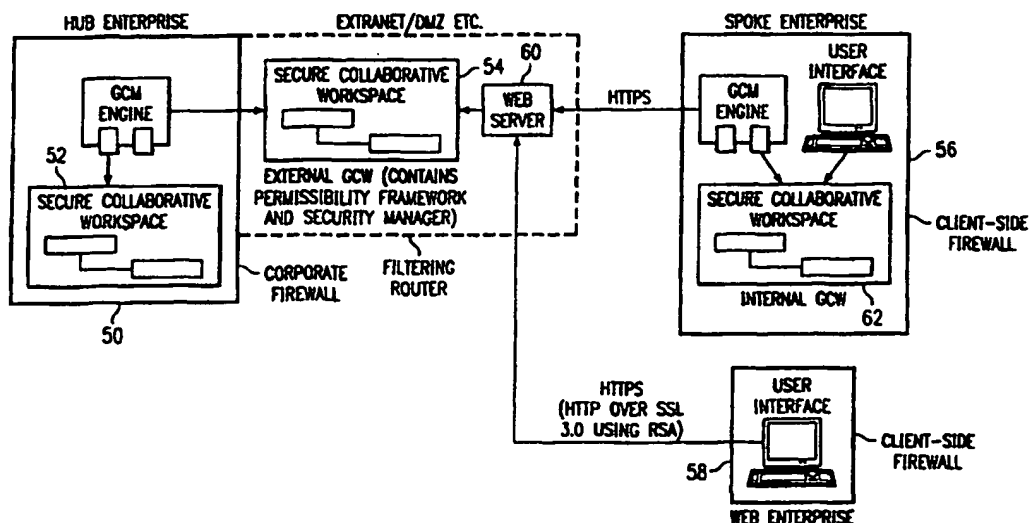 HUB ENTERPRISE
GCM
ENGINE
52
SECURE COLLABORATIVE
WORKSPACE
50
CORPORATE
FIREWALL
EXTRANET/DMZ ETC.
SECURE COLLABORATIVE
WORKSPACE
54
60
WEB
SERVER
EXTERNAL GCW (CONTAINS
PERMISSIBILITY FRAMEWORK
AND SECURITY MANAGER)
FILTERING
ROUTER
HTTPS
SPOKE ENTERPRISE
GCM
ENGINE
USER
INTERFACE
56
SECURE COLLABORATIVE
WORKSPACE
CLIENT-SIDE
FIREWALL
INTERNAL GCW
62
HTTPS
(HTTP OVER SSL
3.0 USING RSA)
USER
INTERFACE
58
CLIENT-SIDE
FIREWALL
WEB ENTERPRISE